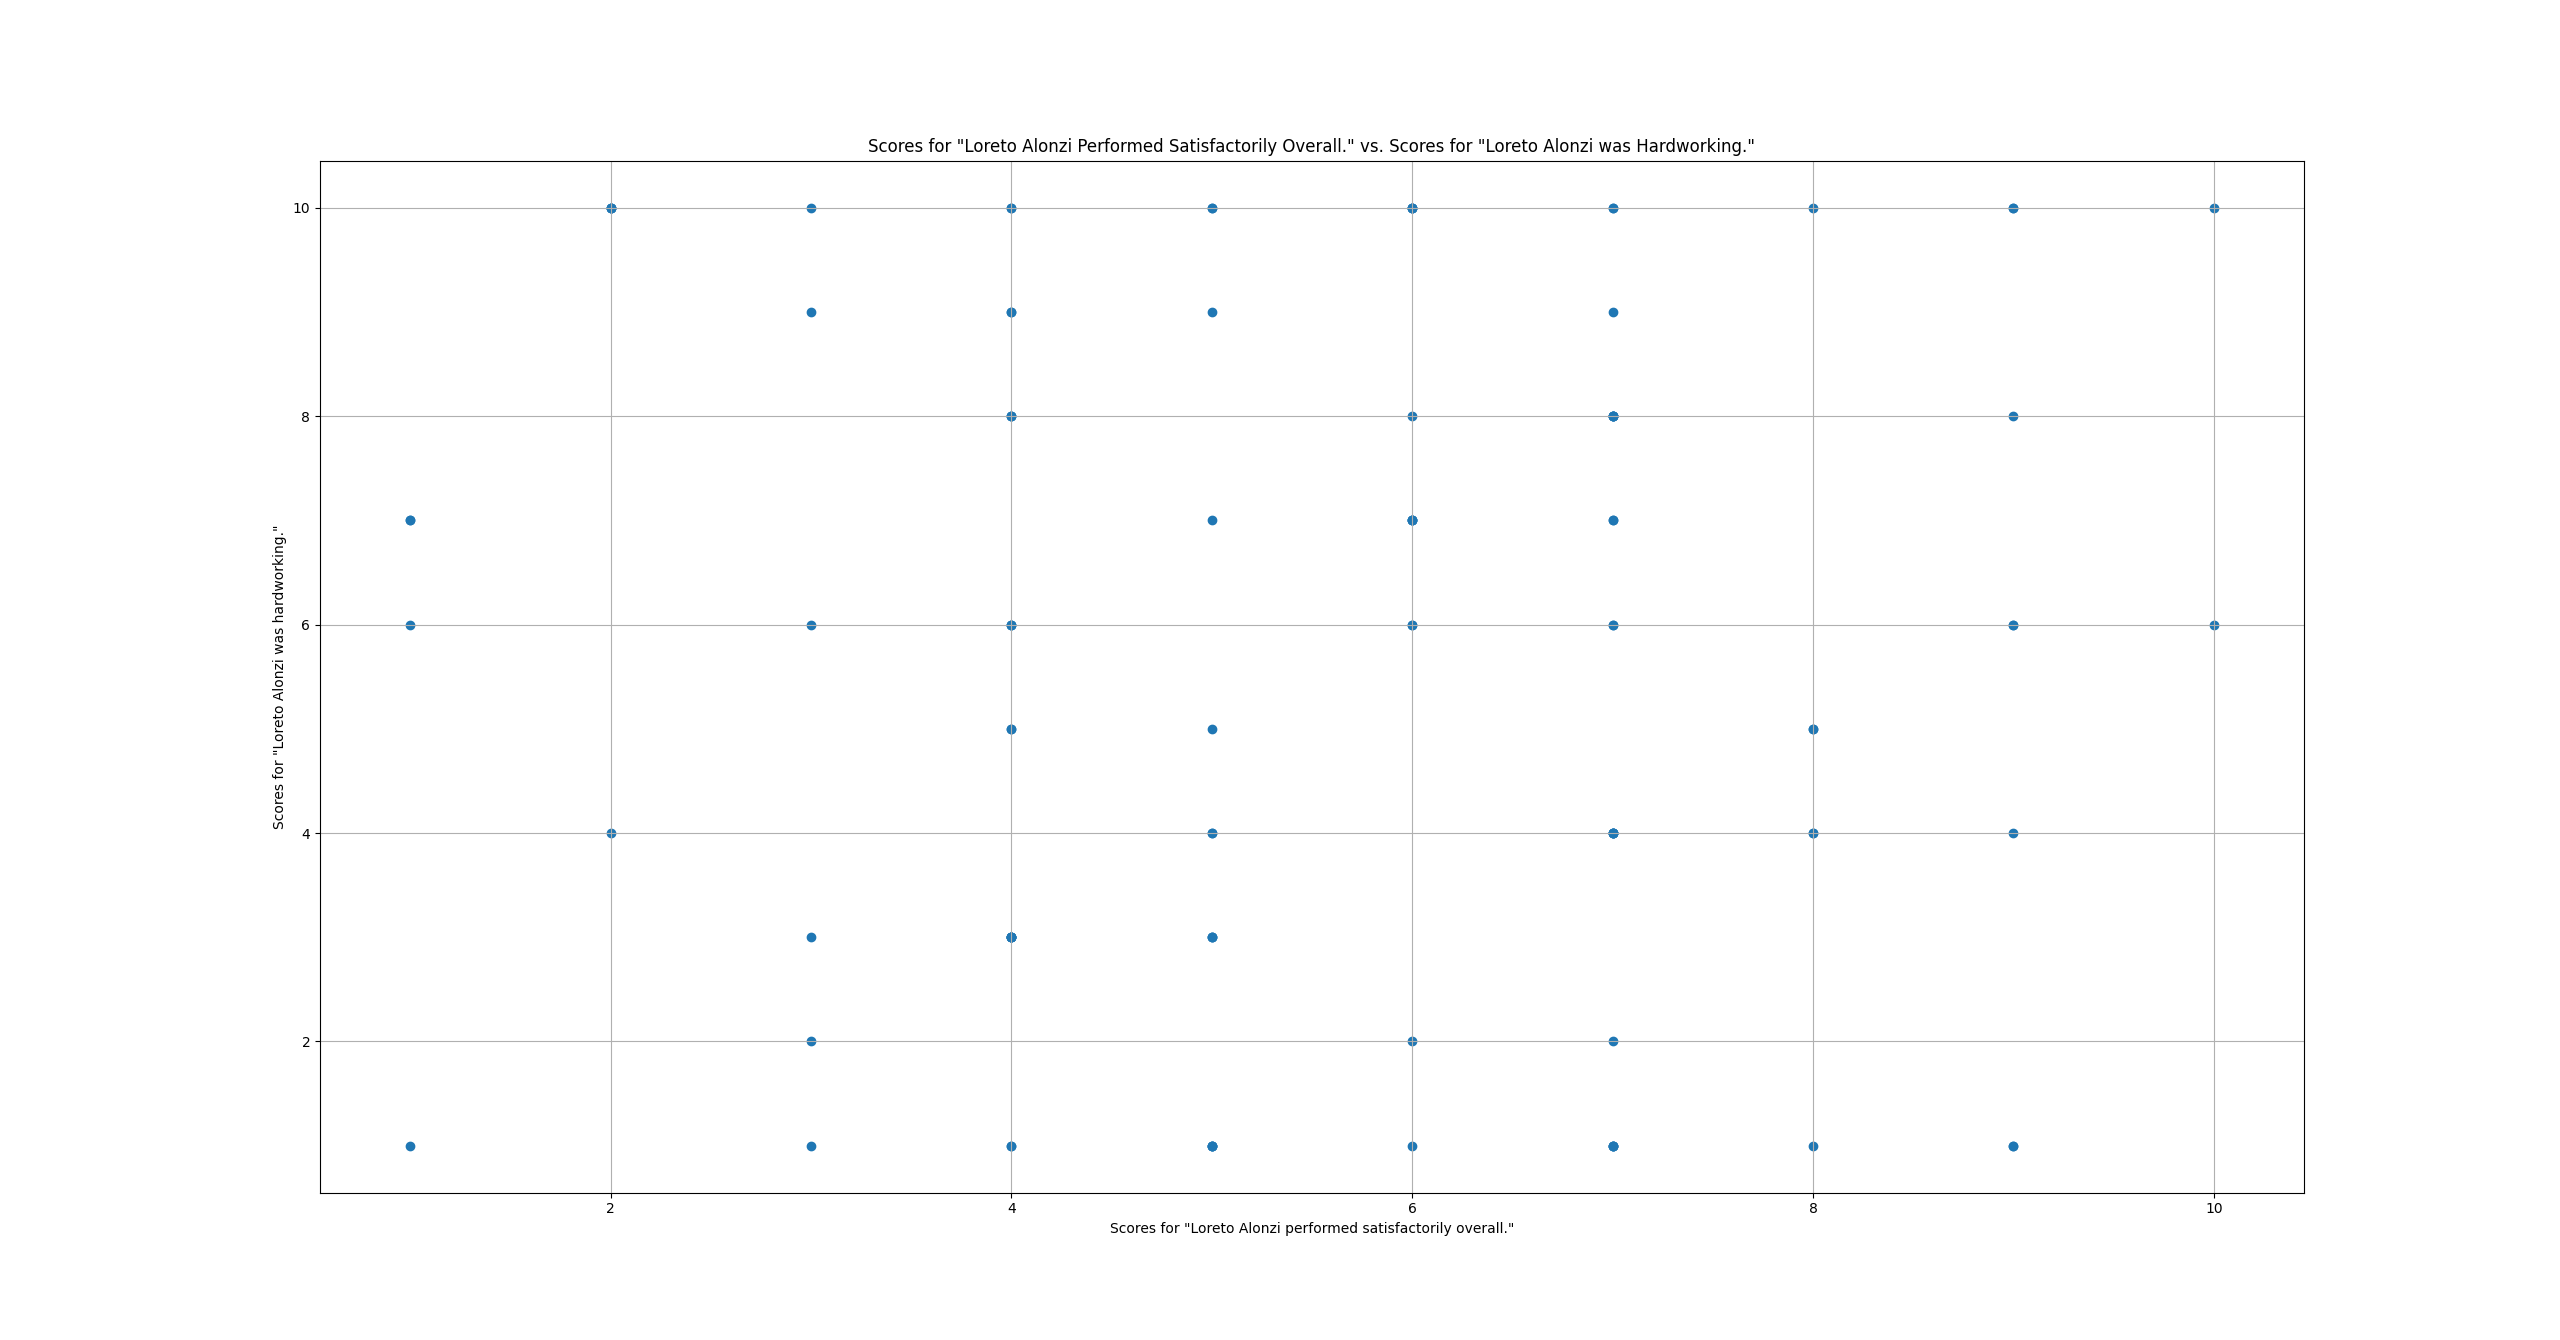 Scores for "Loreto Alonzi Performed Satisfactorily Overall." vs. Scores for "Loreto Alonzi was Hardworking."
Scores for "Loreto Alonzi was hardworking."
10
8
6
4
2
2 4 6 8 10
Scores for "Loreto Alonzi performed satisfactorily overall."